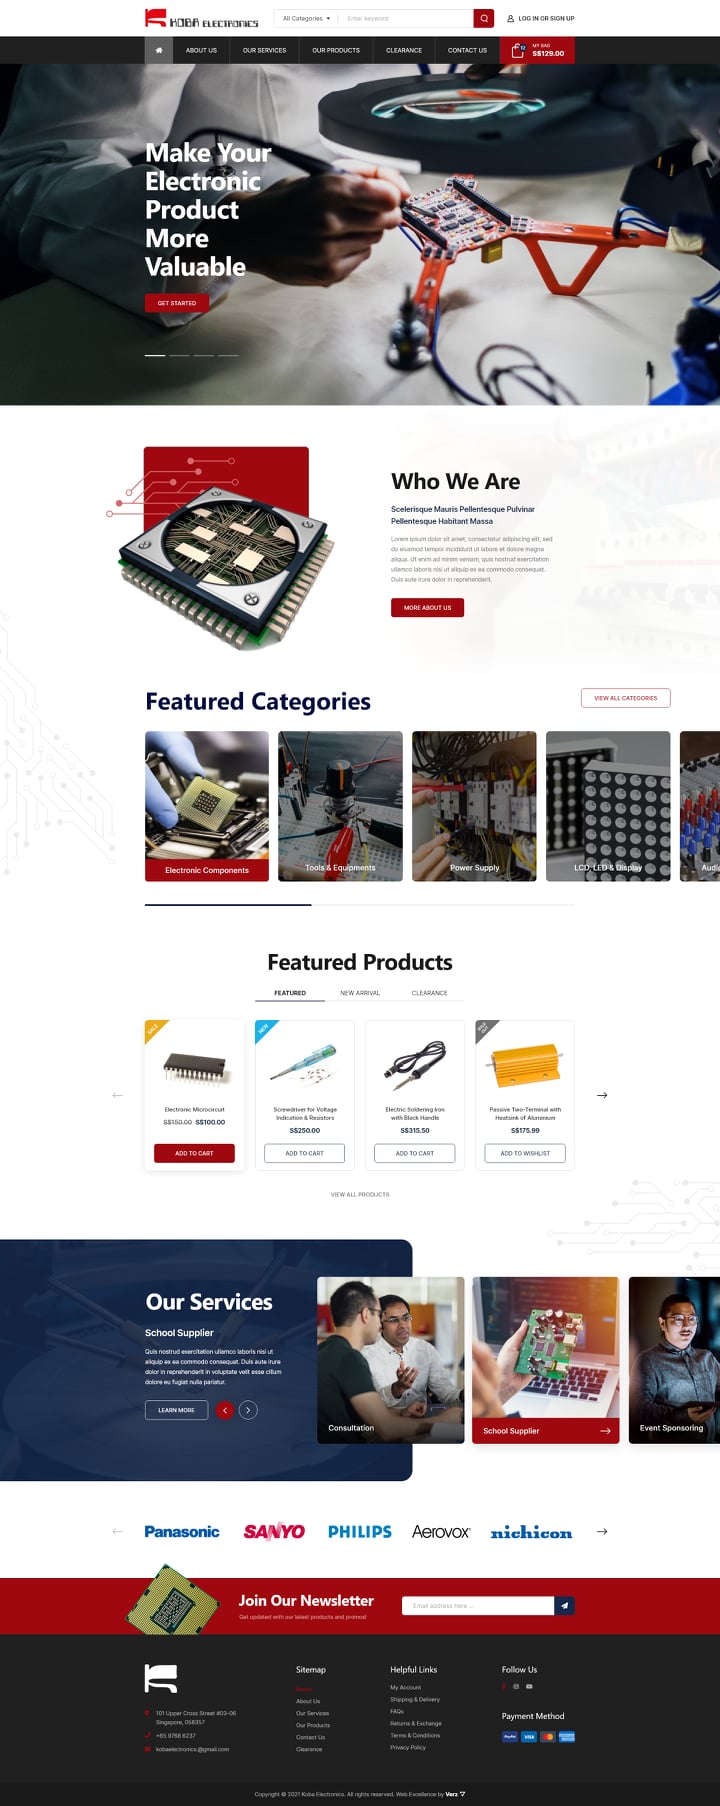 KOBA ELECTRONICS
All Categories
Enter keyword
LOG IN OR SIGN UP
ABOUT US
OUR SERVICES
OUR PRODUCTS
CLEARANCE
CONTACT US
12
MY BAG
S$129.00
Make Your
Electronic
Product
More
Valuable
GET STARTED
Who We Are
Scelerisque Mauris Pellentesque Pulvinar
Pellentesque Habitant Massa
Lorem ipsum dolor sit amet, consectetur adipiscing elit, sed
do eiusmod tempor incididunt ut labore et dolore magna
aliqua. Ut enim ad minim veniam, quis nostrud exercitation
ullamco laboris nisi ut aliquip ex ea commodo consequat.
Duis aute irure dolor in reprehenderit.
MORE ABOUT US
Featured Categories
VIEW ALL CATEGORIES
Electronic Components
Tools & Equipments
Power Supply
LCD, LED & Display
Audio
Featured Products
FEATURED
NEW ARRIVAL
CLEARANCE
SALE
NEW
SOLD OUT
Electronic Microcircuit
S$150.00 S$100.00
ADD TO CART
Screwdriver for Voltage
Indication & Resistors
S$250.00
ADD TO CART
Electric Soldering Iron
with Black Handle
S$315.50
ADD TO CART
Passive Two-Terminal with
Heatsink of Aluminium
S$175.99
ADD TO WISHLIST
VIEW ALL PRODUCTS
Our Services
School Supplier
Quis nostrud exercitation ullamco laboris nisi ut
aliquip ex ea commodo consequat. Duis aute irure
dolor in reprehenderit in voluptate velit esse cillum
dolore eu fugiat nulla pariatur.
LEARN MORE
Consultation
School Supplier
Event Sponsoring
Panasonic
SANYO
PHILIPS
Aerovox
nichicon
Join Our Newsletter
Get updated with our latest products and promos!
Email address here ...
101 Upper Cross Street #03-06
Singapore, 058357
+65 9768 6237
kobaelectronics.@gmail.com
Sitemap
Home
About Us
Our Services
Our Products
Contact Us
Clearance
Helpful Links
My Account
Shipping & Delivery
FAQs
Returns & Exchange
Terms & Conditions
Privacy Policy
Follow Us
Payment Method
PayPal
VISA
Copyright © 2021 Koba Electronics. All rights reserved. Web Excellence by Verz